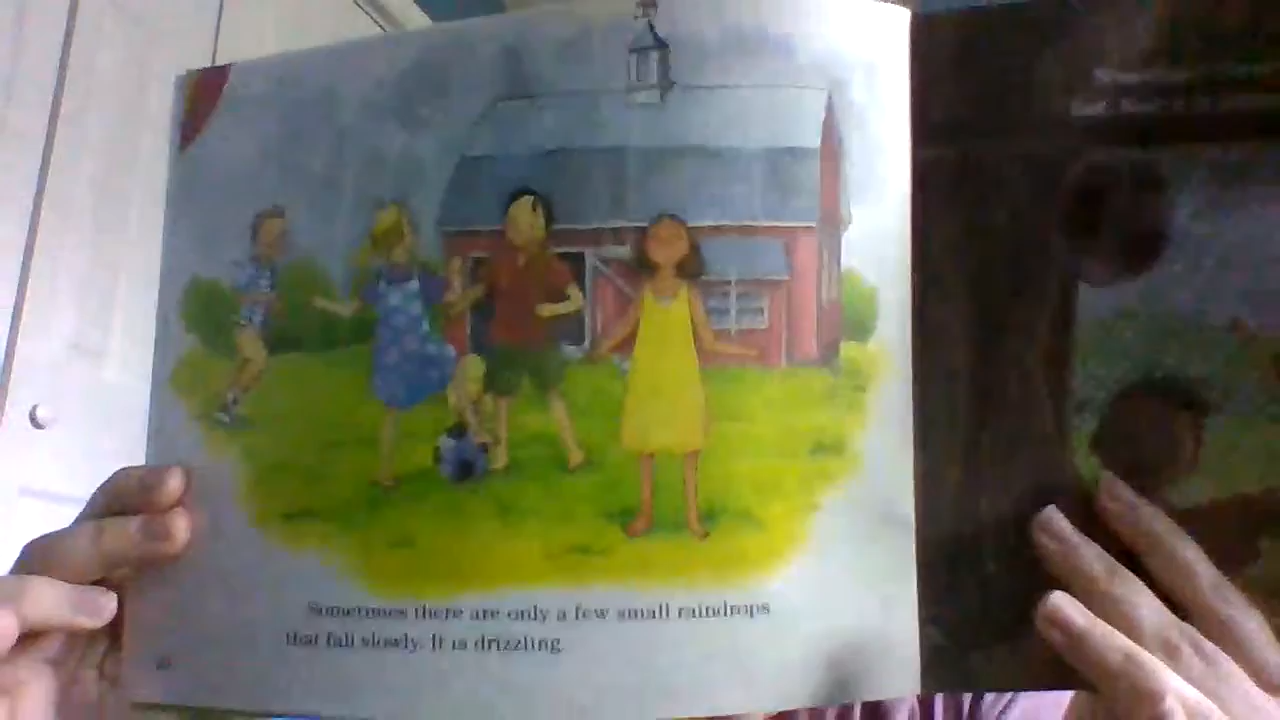 Sometimes there are only a few small raindrops
that fall slowly. It is drizzling.